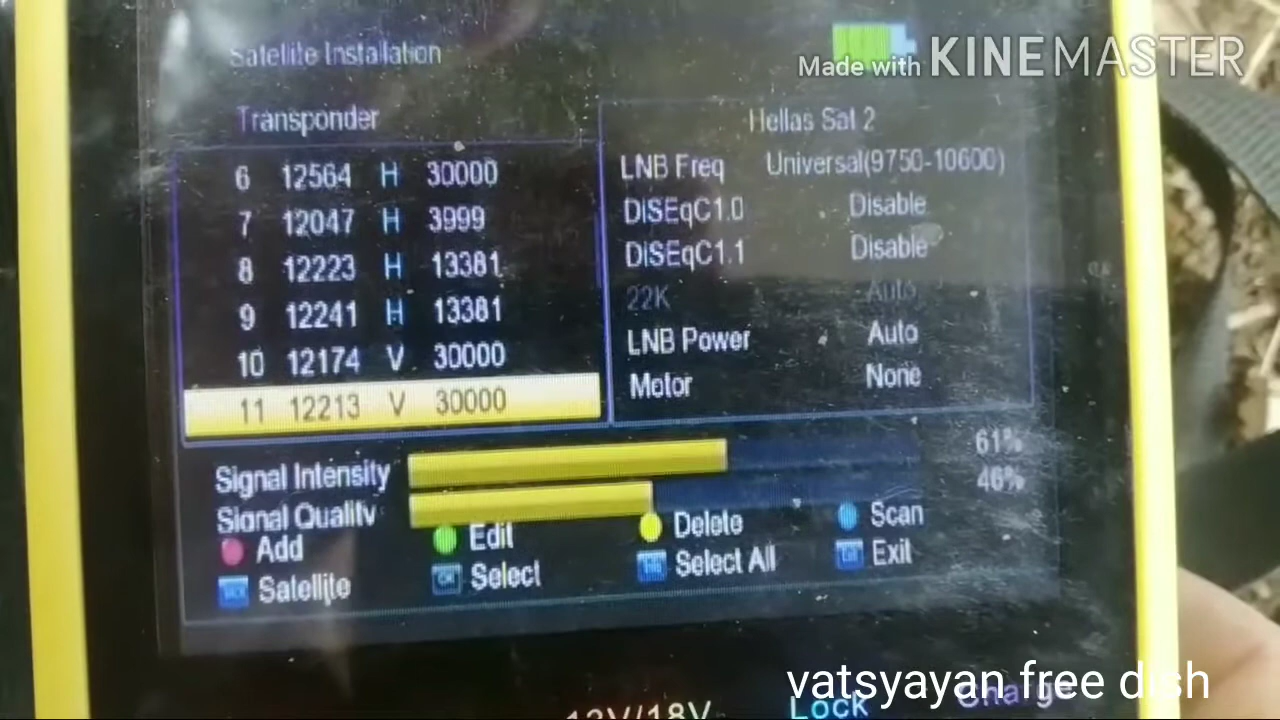 Satellite Installation
Made with KINEMASTER
Transponder
6 12564 H 30000
7 12047 H 3999
8 12223 H 13381
9 12241 H 13381
10 12174 V 30000
11 12213 V 30000
Hellas Sat 2
LNB Freq Universal(9750-10600)
DiSEqC1.0 Disable
DiSEqC1.1 Disable
22K Auto
LNB Power Auto
Motor None
Signal Intensity 61%
Signal Quality 46%
Add Edit Delete Scan
Satellite OK Select Select All Exit
vatsyayan free dish
13V/18V Lock Charge